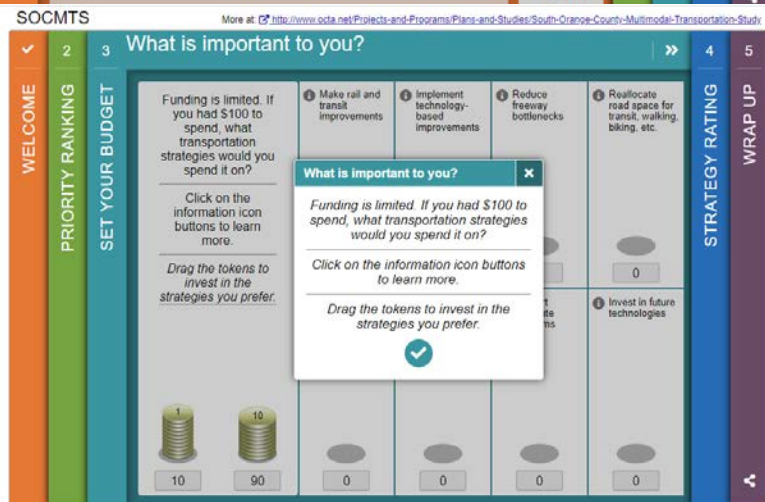 SOCMTS
More at: http://www.octa.net/Projects-and-Programs/Plans-and-Studies/South-Orange-County-Multimodal-Transportation-Study
WELCOME
2
PRIORITY RANKING
3
SET YOUR BUDGET
What is important to you?
»
4
STRATEGY RATING
5
WRAP UP
Funding is limited. If
you had $100 to
spend, what
transportation
strategies would you
spend it on?
Click on the
information icon
buttons to learn
more.
Drag the tokens to
invest in the
strategies you prefer.
1
10
10
90
Make rail and
transit
improvements
Implement
technology-
based
improvements
Reduce
freeway
bottlenecks
Reallocate
road space for
transit, walking,
biking, etc.
0
What is important to you?
Funding is limited. If you had $100 to
spend, what transportation strategies
would you spend it on?
Click on the information icon buttons
to learn more.
Drag the tokens to invest in the
strategies you prefer.
Invest in future
technologies
0
0
0
0